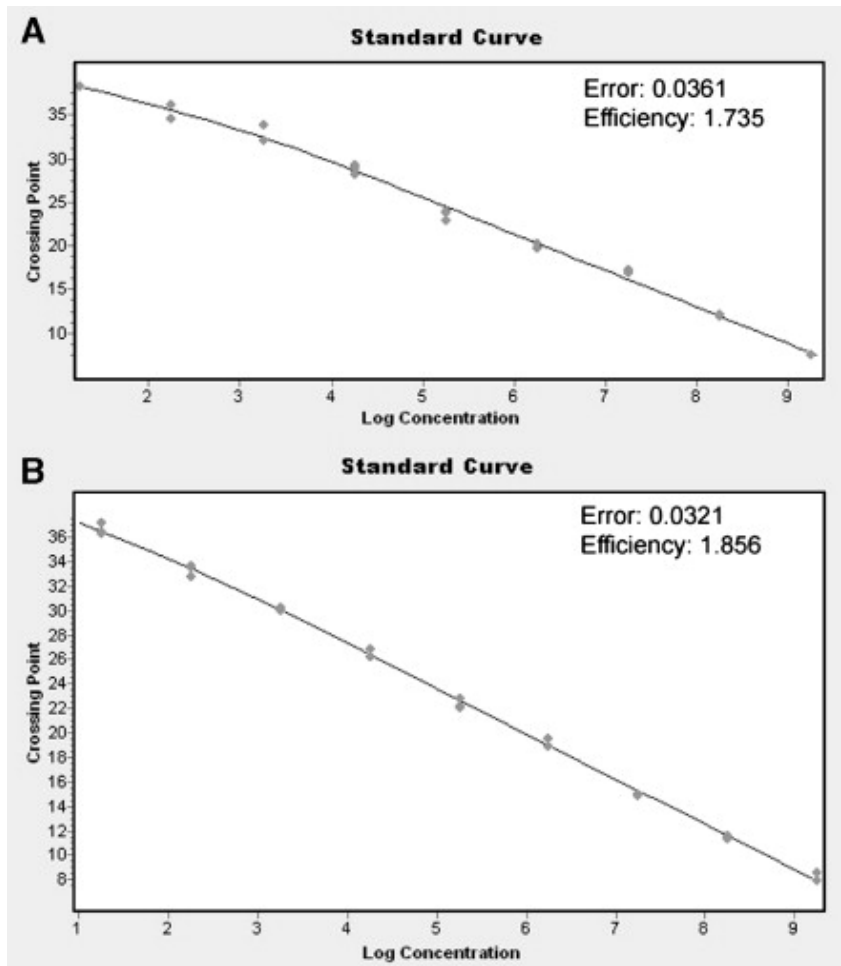 A
Standard Curve
Error: 0.0361
Efficiency: 1.735
Crossing Point
35
30
25
20
15
10
2 3 4 5 6 7 8 9
Log Concentration
B
Standard Curve
Error: 0.0321
Efficiency: 1.856
Crossing Point
36
34
32
30
28
26
24
22
20
18
16
14
12
10
8
1 2 3 4 5 6 7 8 9
Log Concentration